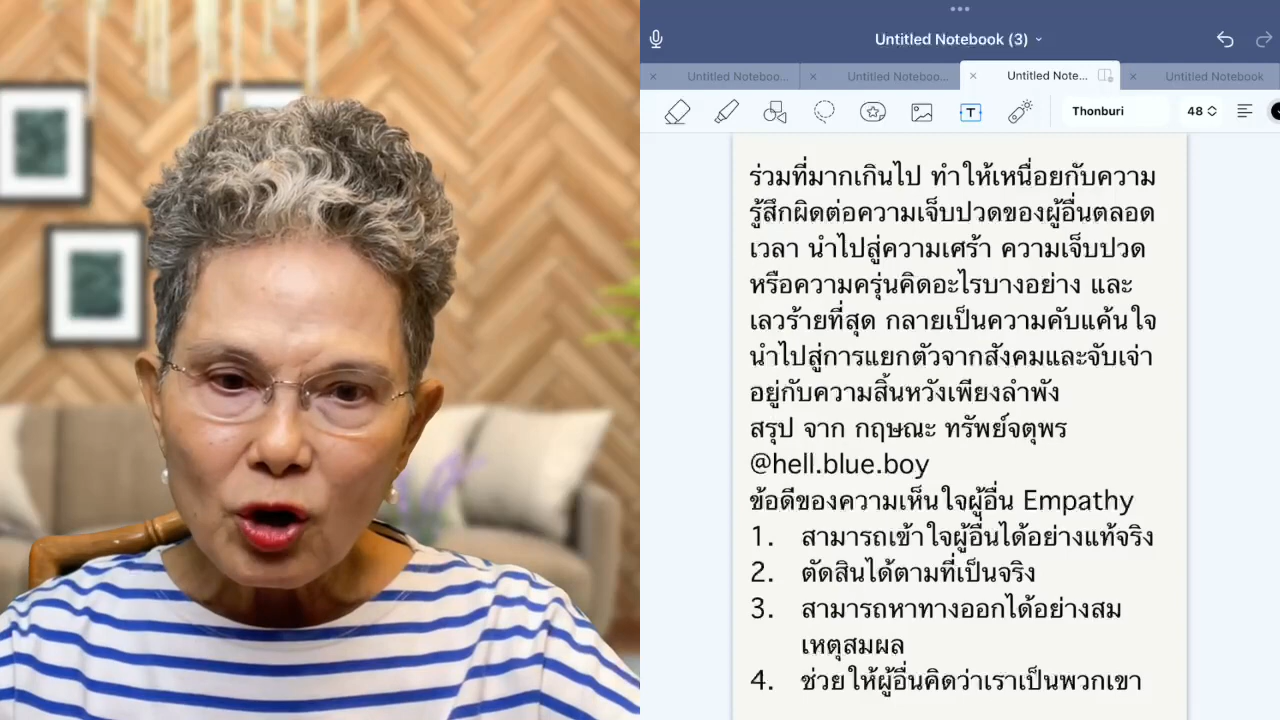 Untitled Notebook (3)
Untitled Noteboo...
Untitled Noteboo...
Untitled Note...
Untitled Notebook
T
Thonburi
48
ร่วมที่มากเกินไป ทำให้เหนื่อยกับความ
รู้สึกผิดต่อความเจ็บปวดของผู้อื่นตลอด
เวลา นำไปสู่ความเศร้า ความเจ็บปวด
หรือความครุ่นคิดอะไรบางอย่าง และ
เลวร้ายที่สุด กลายเป็นความคับแค้นใจ
นำไปสู่การแยกตัวจากสังคมและจับเจ่า
อยู่กับความสิ้นหวังเพียงลำพัง
สรุป จาก กฤษณะ ทรัพย์จตุพร
@hell.blue.boy
ข้อดีของความเห็นใจผู้อื่น Empathy
1. สามารถเข้าใจผู้อื่นได้อย่างแท้จริง
2. ตัดสินได้ตามที่เป็นจริง
3. สามารถหาทางออกได้อย่างสม
เหตุสมผล
4. ช่วยให้ผู้อื่นคิดว่าเราเป็นพวกเขา